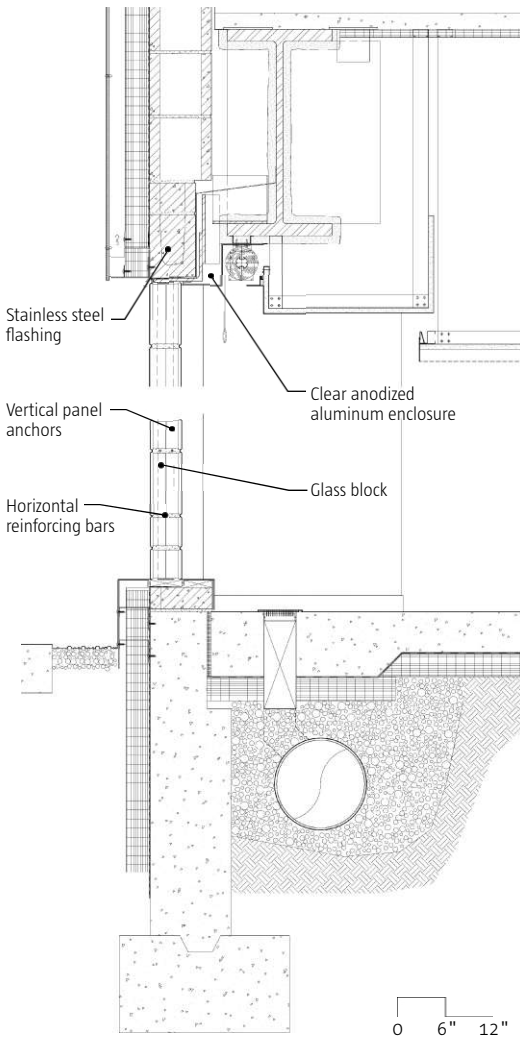 Stainless steel
flashing
Clear anodized
aluminum enclosure
Vertical panel
anchors
Glass block
Horizontal
reinforcing bars
0 6" 12"